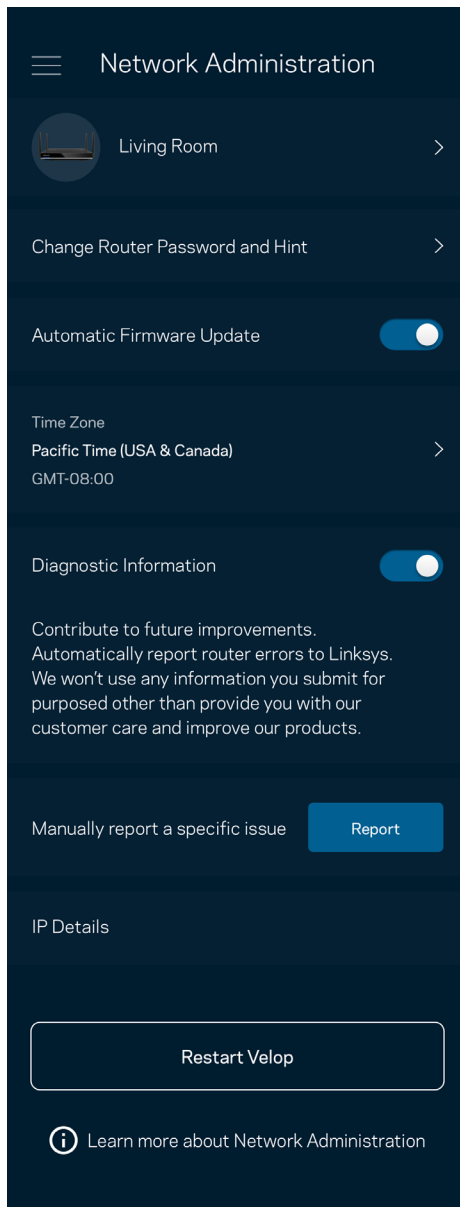 Network Administration
Living Room
Change Router Password and Hint
Automatic Firmware Update
Time Zone
Pacific Time (USA & Canada)
GMT-08:00
Diagnostic Information
Contribute to future improvements.
Automatically report router errors to Linksys.
We won't use any information you submit for
purposed other than provide you with our
customer care and improve our products.
Manually report a specific issue
Report
IP Details
Restart Velop
Learn more about Network Administration